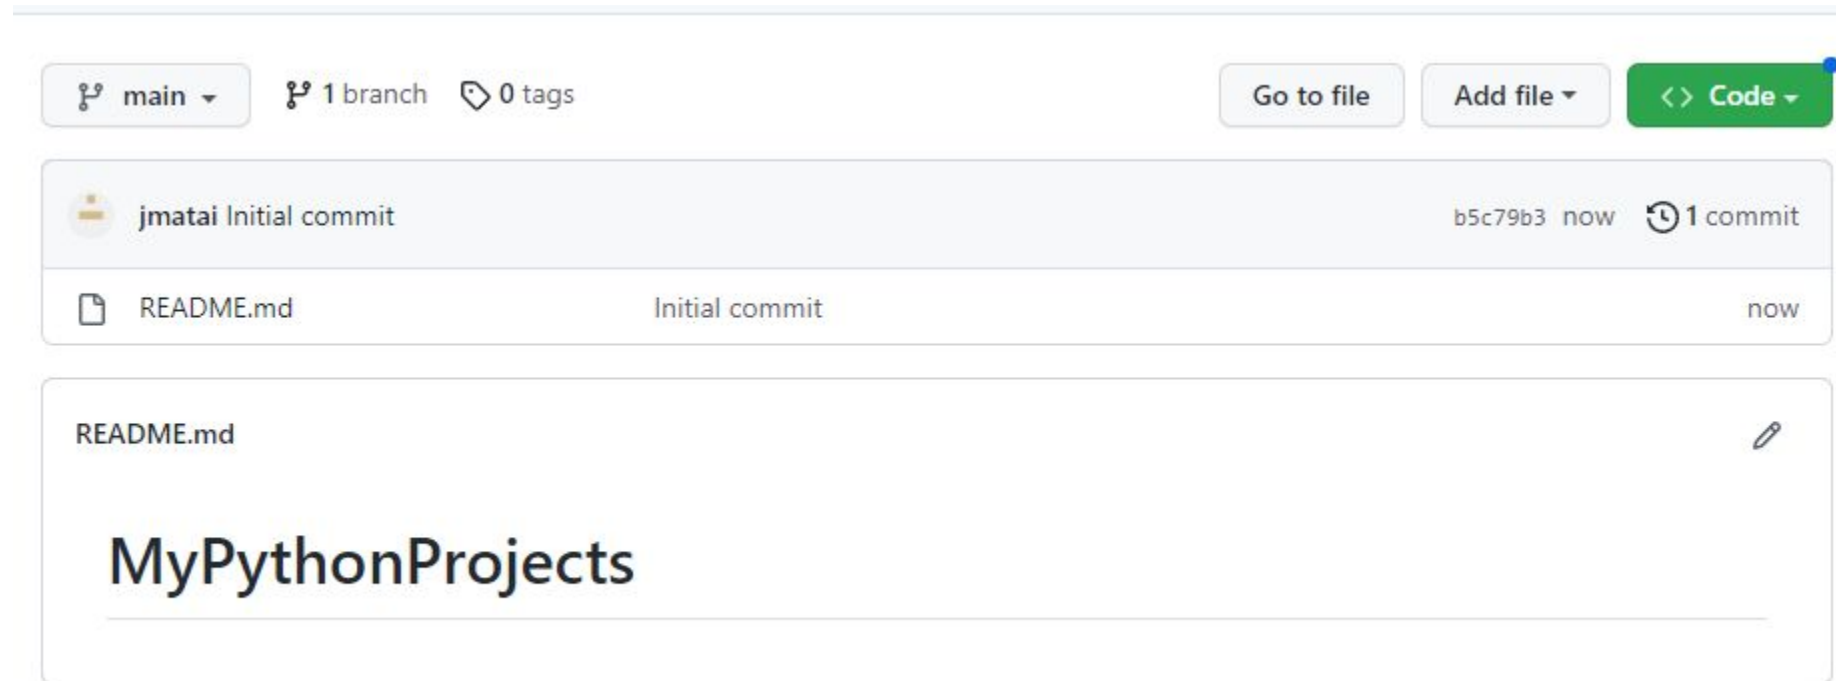 main 1 branch 0 tags Go to file Add file <> Code
jmatai Initial commit b5c79b3 now 1 commit
README.md Initial commit now
README.md
MyPythonProjects